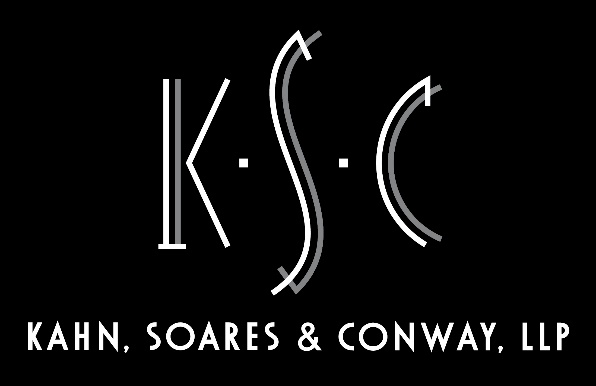 K·S·C
KAHN, SOARES & CONWAY, LLP